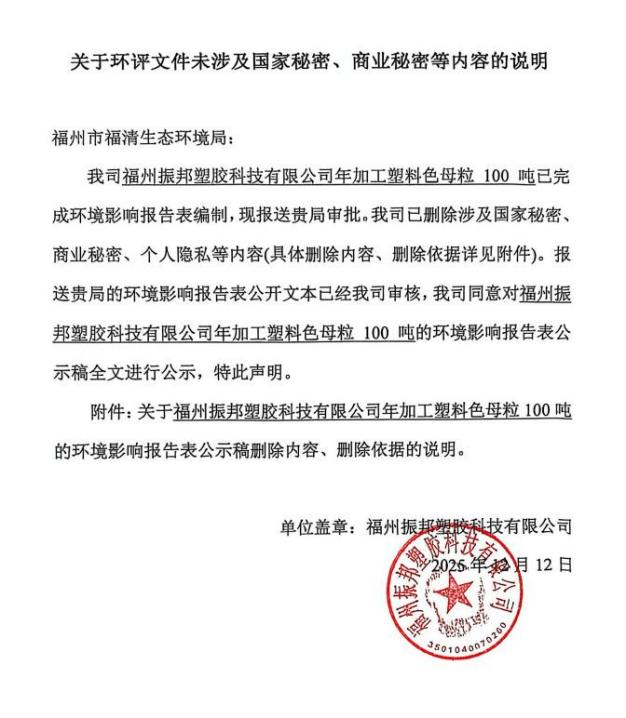 关于环评文件未涉及国家秘密、商业秘密等内容的说明
福州市福清生态环境局：
我司福州振邦塑胶科技有限公司年加工塑料色母粒 100 吨已完
成环境影响报告表编制，现报送贵局审批。我司已删除涉及国家秘密、
商业秘密、个人隐私等内容(具体删除内容、删除依据详见附件)。报
送贵局的环境影响报告表公开文本已经我司审核，我司同意对福州振
邦塑胶科技有限公司年加工塑料色母粒 100 吨的环境影响报告表公
示稿全文进行公示，特此声明。
附件：关于福州振邦塑胶科技有限公司年加工塑料色母粒100吨
的环境影响报告表公示稿删除内容、删除依据的说明。
单位盖章：福州振邦塑胶科技有限公司
2025年12月12日
福州振邦塑胶科技有限公司
3501040070200